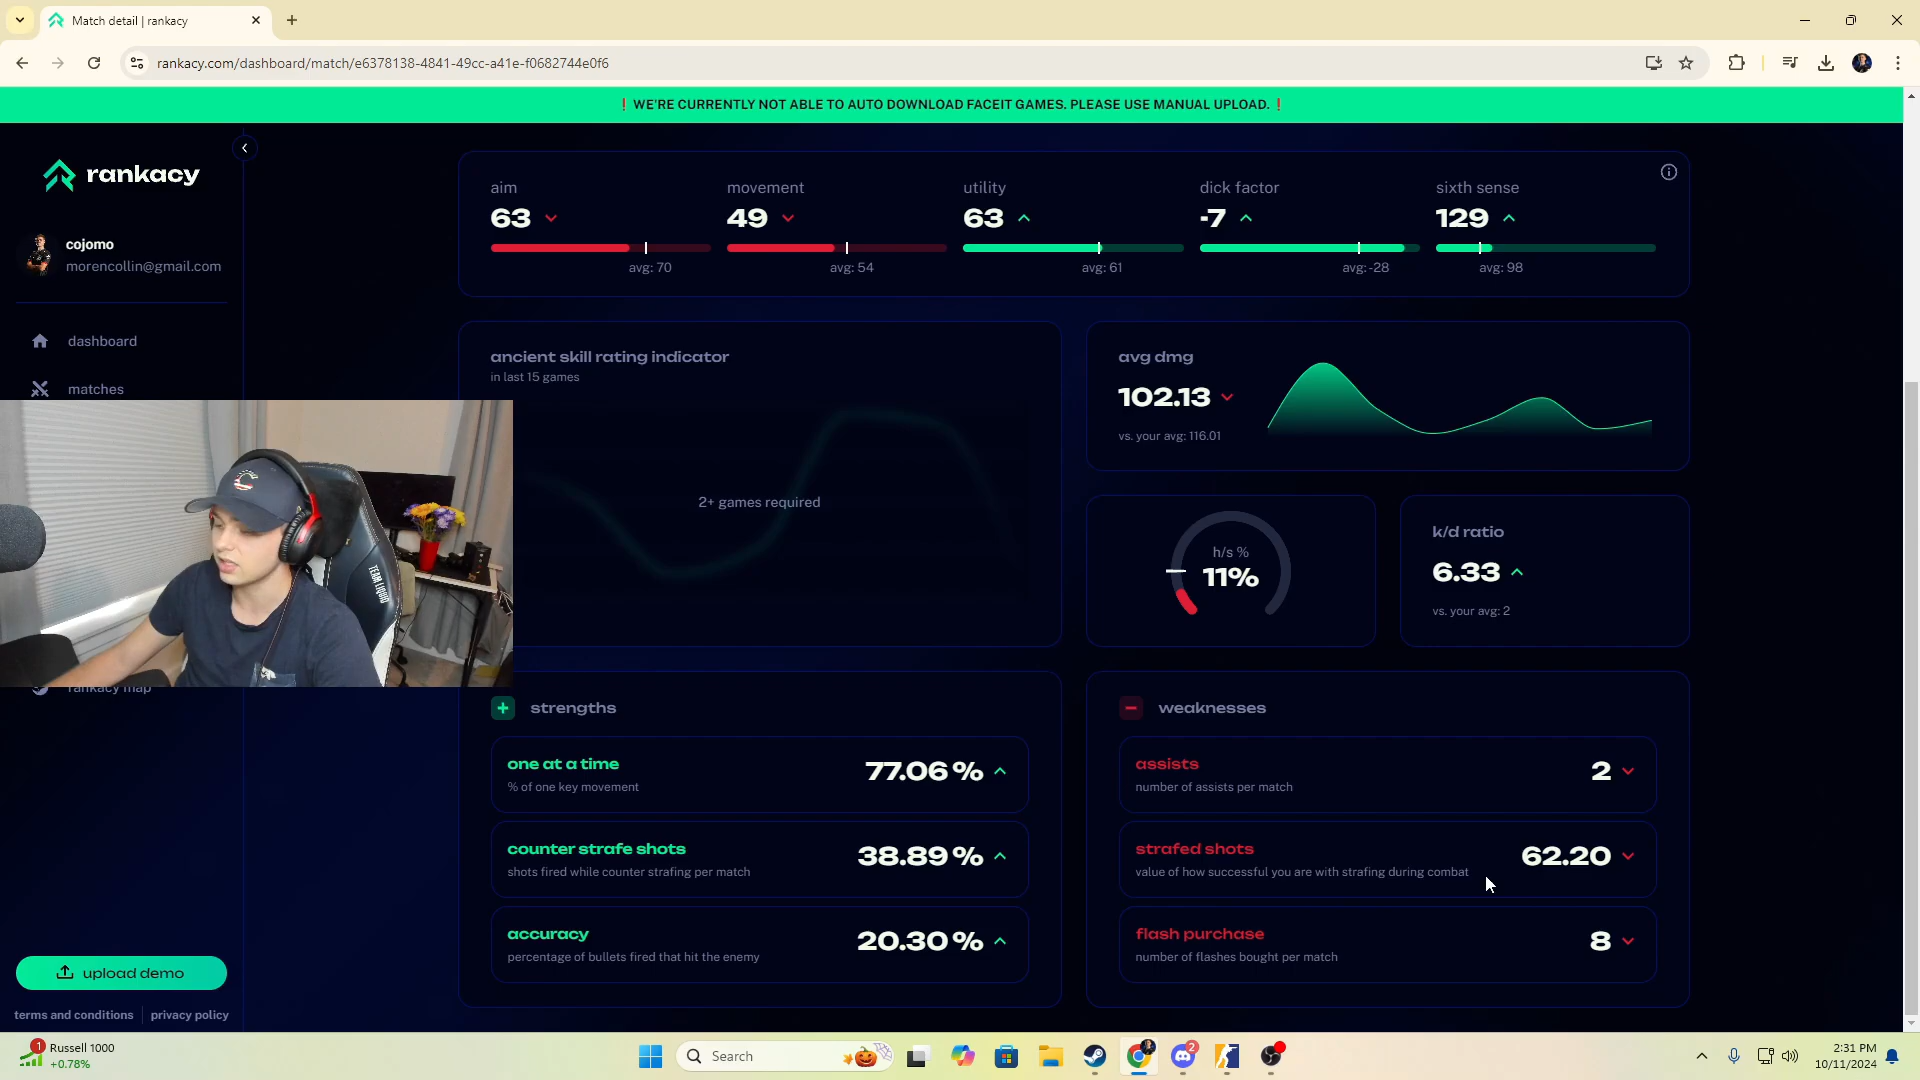 Match detail | rankacy
rankacy.com/dashboard/match/e6378138-4841-49cc-a41e-f0682744e0f6
❗ WE'RE CURRENTLY NOT ABLE TO AUTO DOWNLOAD FACEIT GAMES. PLEASE USE MANUAL UPLOAD. ❗
rankacy
cojomo
morencollin@gmail.com
dashboard
matches
rankacy map
upload demo
terms and conditions
privacy policy
aim
63
avg: 70
movement
49
avg: 54
utility
63
avg: 61
dick factor
-7
avg: -28
sixth sense
129
avg: 98
ancient skill rating indicator
in last 15 games
2+ games required
avg dmg
102.13
vs. your avg: 116.01
h/s %
11%
k/d ratio
6.33
vs. your avg: 2
strengths
one at a time
% of one key movement
77.06 %
counter strafe shots
shots fired while counter strafing per match
38.89 %
accuracy
percentage of bullets fired that hit the enemy
20.30 %
weaknesses
assists
number of assists per match
2
strafed shots
value of how successful you are with strafing during combat
62.20
flash purchase
number of flashes bought per match
8
TEAM LIQUID
1
Russell 1000
+0.78%
Search
2
2:31 PM
10/11/2024